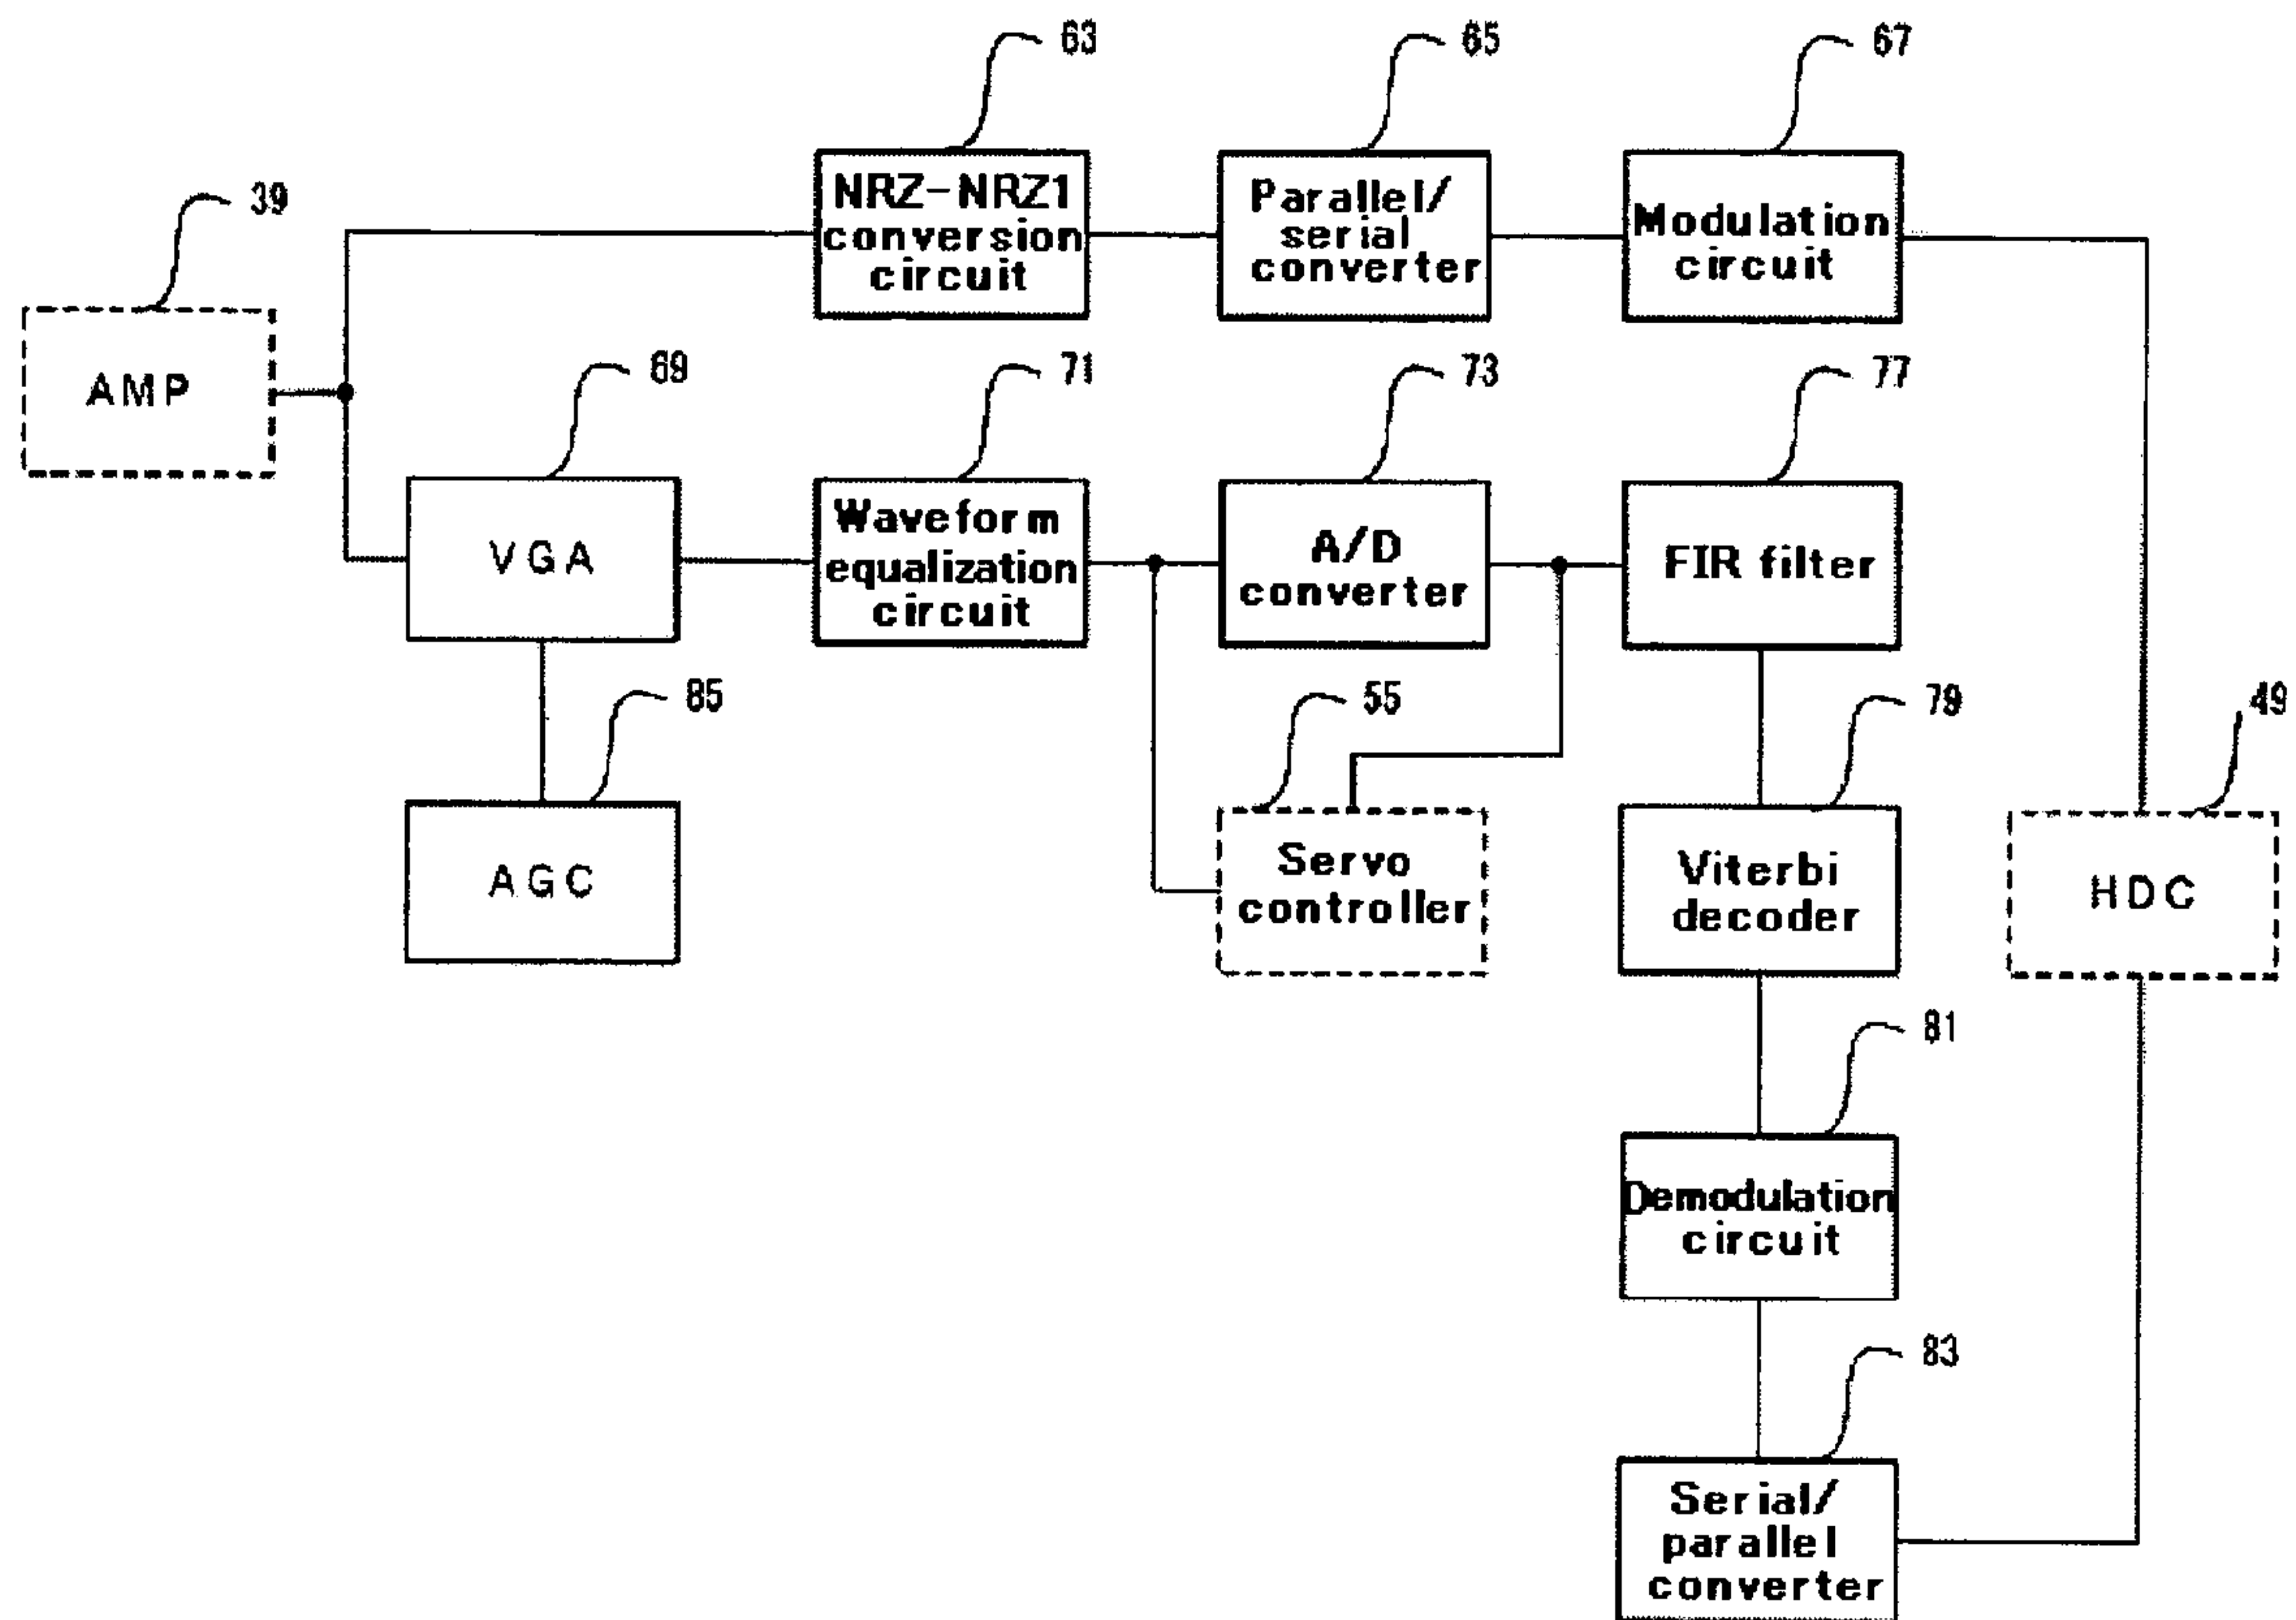 63
65
67
39
NRZ-NRZ1
conversion
circuit
Parallel/
serial
converter
Modulation
circuit
AMP
69
71
73
77
VGA
Waveform
equalization
circuit
A/D
converter
FIR filter
85
55
79
49
AGC
Servo
controller
Viterbi
decoder
HDC
81
Demodulation
circuit
83
Serial/
parallel
converter